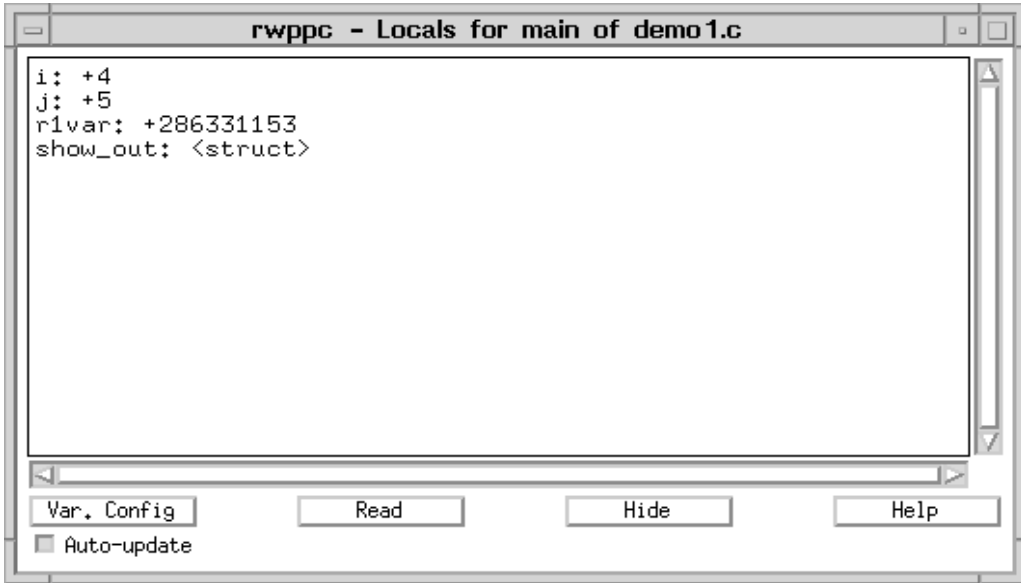 rwppc - Locals for main of demo1.c
i: +4
j: +5
r1var: +286331153
show_out: <struct>
Var. Config Read Hide Help
Auto-update